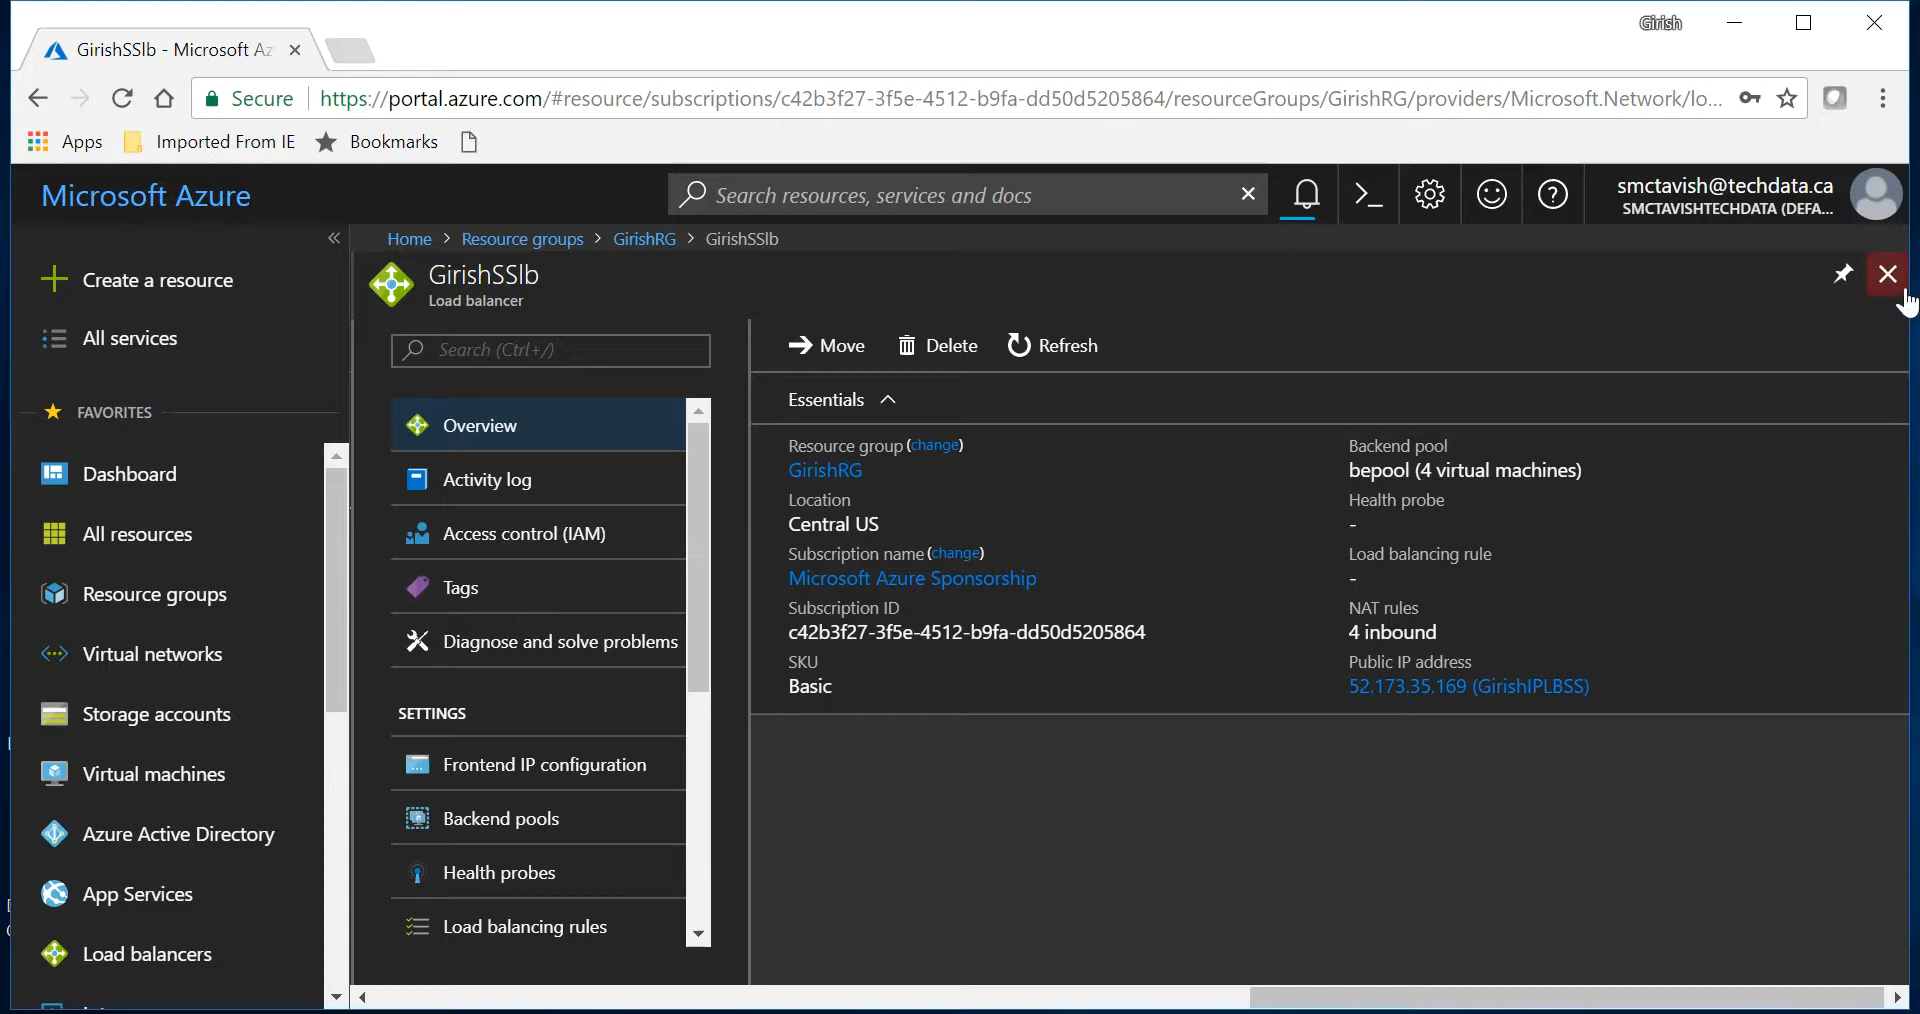 Girish
GirishSSlb - Microsoft Az
Secure
https://portal.azure.com/#resource/subscriptions/c42b3f27-3f5e-4512-b9fa-dd50d5205864/resourceGroups/GirishRG/providers/Microsoft.Network/lo...
Apps
Imported From IE
Bookmarks
Microsoft Azure
Search resources, services and docs
smctavish@techdata.ca
SMCTAVISHTECHDATA (DEFA...
Home > Resource groups > GirishRG > GirishSSlb
GirishSSlb
Load balancer
Create a resource
All services
FAVORITES
Dashboard
All resources
Resource groups
Virtual networks
Storage accounts
Virtual machines
Azure Active Directory
App Services
Load balancers
Search (Ctrl+/)
Overview
Activity log
Access control (IAM)
Tags
Diagnose and solve problems
SETTINGS
Frontend IP configuration
Backend pools
Health probes
Load balancing rules
Move
Delete
Refresh
Essentials
Resource group (change)
GirishRG
Location
Central US
Subscription name (change)
Microsoft Azure Sponsorship
Subscription ID
c42b3f27-3f5e-4512-b9fa-dd50d5205864
SKU
Basic
Backend pool
bepool (4 virtual machines)
Health probe
-
Load balancing rule
-
NAT rules
4 inbound
Public IP address
52.173.35.169 (GirishIPLBSS)